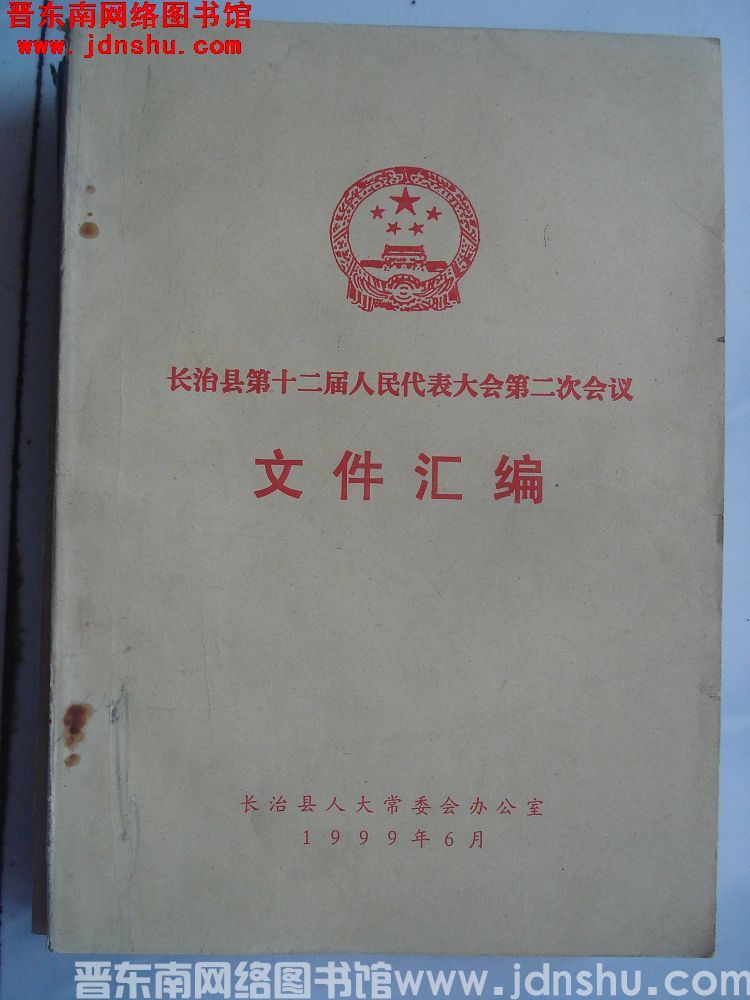 晋东南网络图书馆
www.jdnshu.com
长治县第十二届人民代表大会第二次会议
文件汇编
长治县人大常委会办公室
1999年6月
晋东南网络图书馆www.jdnshu.com